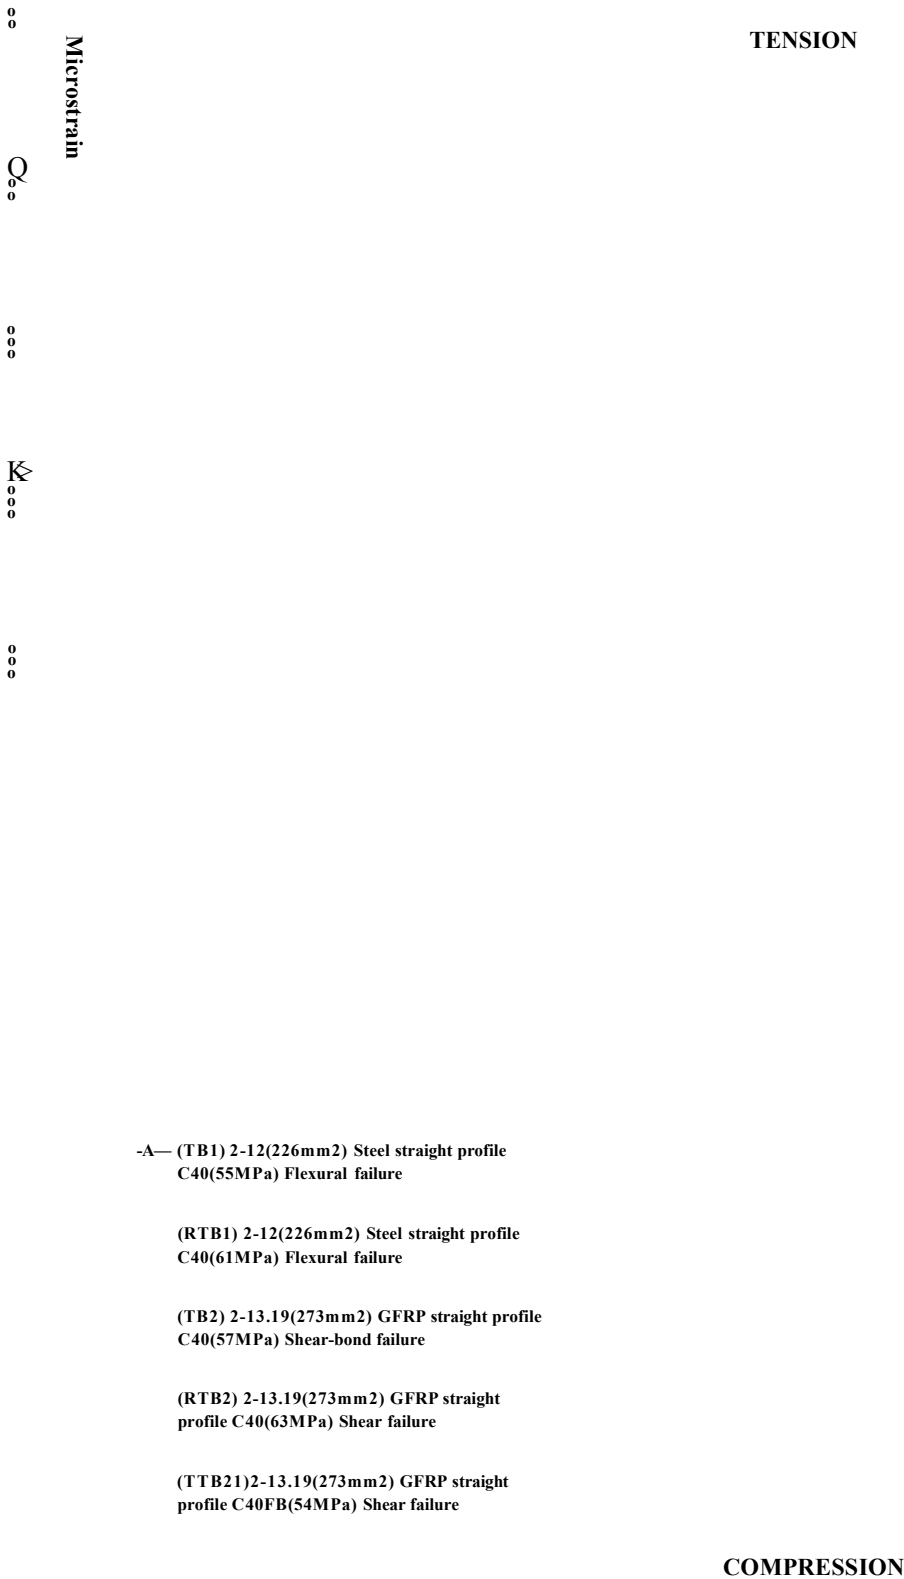 o
o
Microstrain
TENSION
Q
o
o
o
o
o
K>
o
o
o
o
o
o
-A— (TB1) 2-12(226mm2) Steel straight profile
C40(55MPa) Flexural failure
(RTB1) 2-12(226mm2) Steel straight profile
C40(61MPa) Flexural failure
(TB2) 2-13.19(273mm2) GFRP straight profile
C40(57MPa) Shear-bond failure
(RTB2) 2-13.19(273mm2) GFRP straight
profile C40(63MPa) Shear failure
(TTB21)2-13.19(273mm2) GFRP straight
profile C40FB(54MPa) Shear failure
COMPRESSION